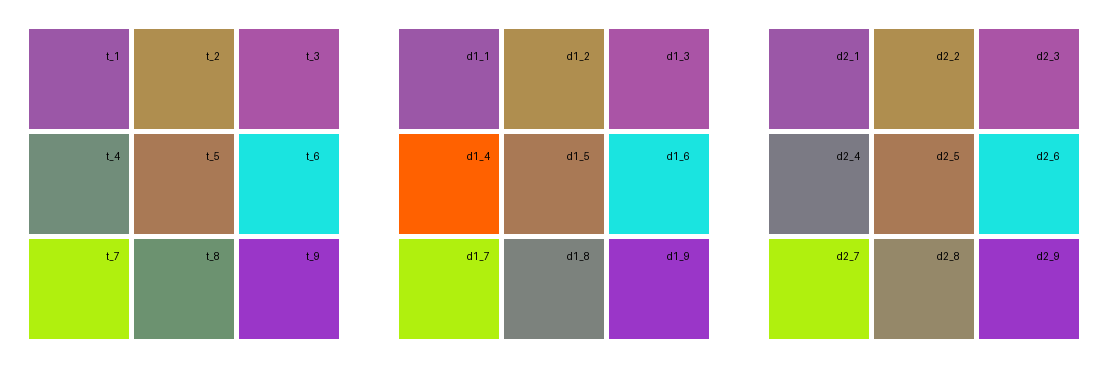 t_1 t_2 t_3 d1_1 d1_2 d1_3 d2_1 d2_2 d2_3
t_4 t_5 t_6 d1_4 d1_5 d1_6 d2_4 d2_5 d2_6
t_7 t_8 t_9 d1_7 d1_8 d1_9 d2_7 d2_8 d2_9